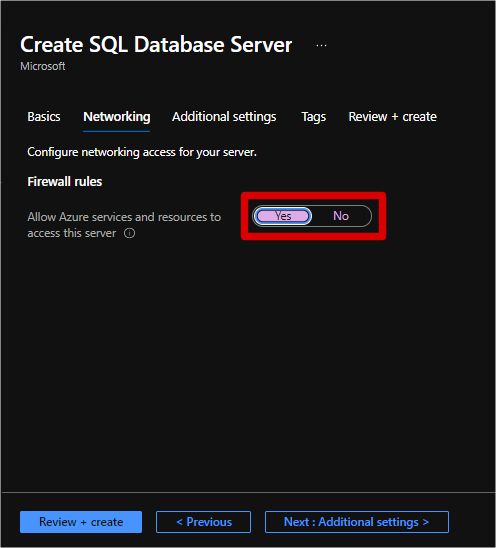 Create SQL Database Server ...
Microsoft
Basics Networking Additional settings Tags Review + create
Configure networking access for your server.
Firewall rules
Allow Azure services and resources to
access this server
Yes No
Review + create < Previous Next : Additional settings >